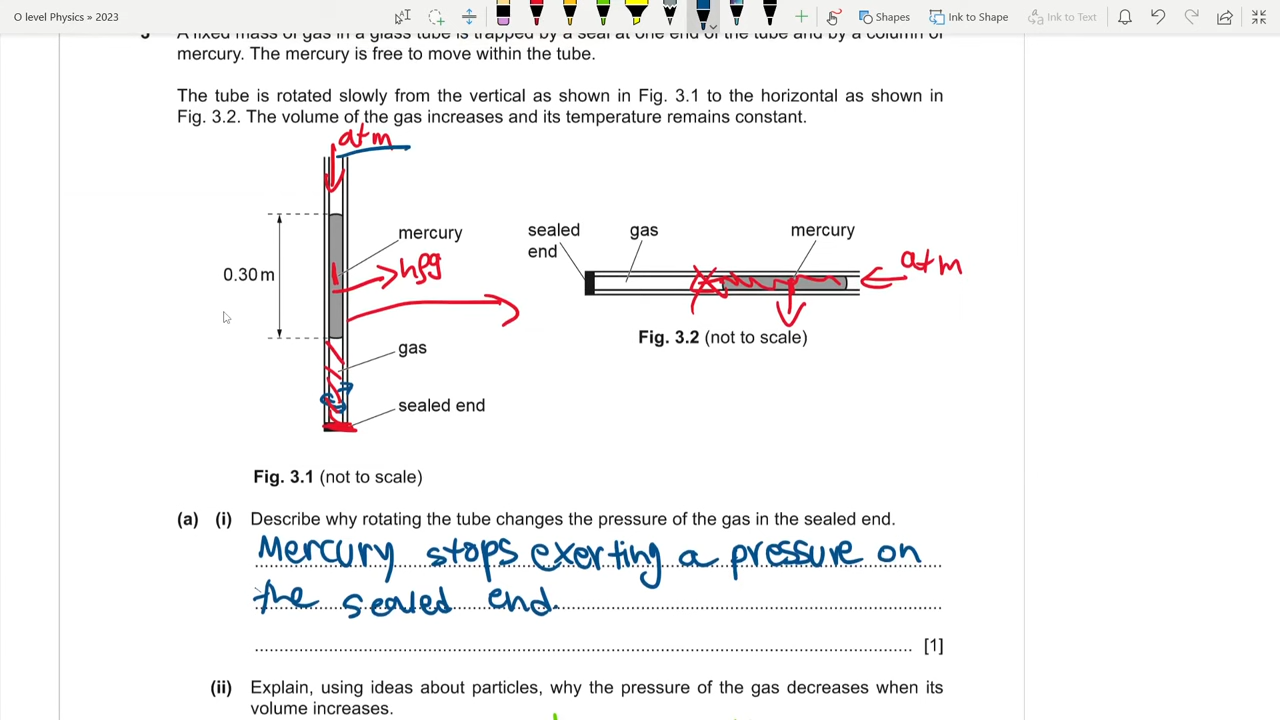 O level Physics » 2023
Shapes
Ink to Shape
Ink to Text
3 A fixed mass of gas in a glass tube is trapped by a seal at one end of the tube and by a column of
mercury. The mercury is free to move within the tube.
The tube is rotated slowly from the vertical as shown in Fig. 3.1 to the horizontal as shown in
Fig. 3.2. The volume of the gas increases and its temperature remains constant.
atm
mercury
hρg
0.30 m
gas
sealed end
Fig. 3.1 (not to scale)
sealed
end
gas
mercury
atm
Fig. 3.2 (not to scale)
(a) (i) Describe why rotating the tube changes the pressure of the gas in the sealed end.
Mercury stops exerting a pressure on
the sealed end.
[1]
(ii) Explain, using ideas about particles, why the pressure of the gas decreases when its
volume increases.